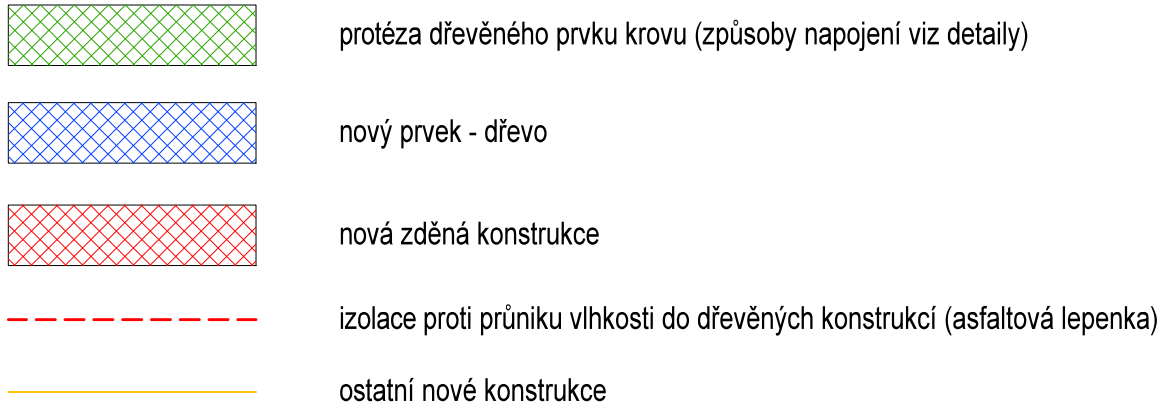 protéza dřevěného prvku krovu (způsoby napojení viz detaily)
nový prvek - dřevo
nová zděná konstrukce
izolace proti průniku vlhkosti do dřevěných konstrukcí (asfaltová lepenka)
ostatní nové konstrukce